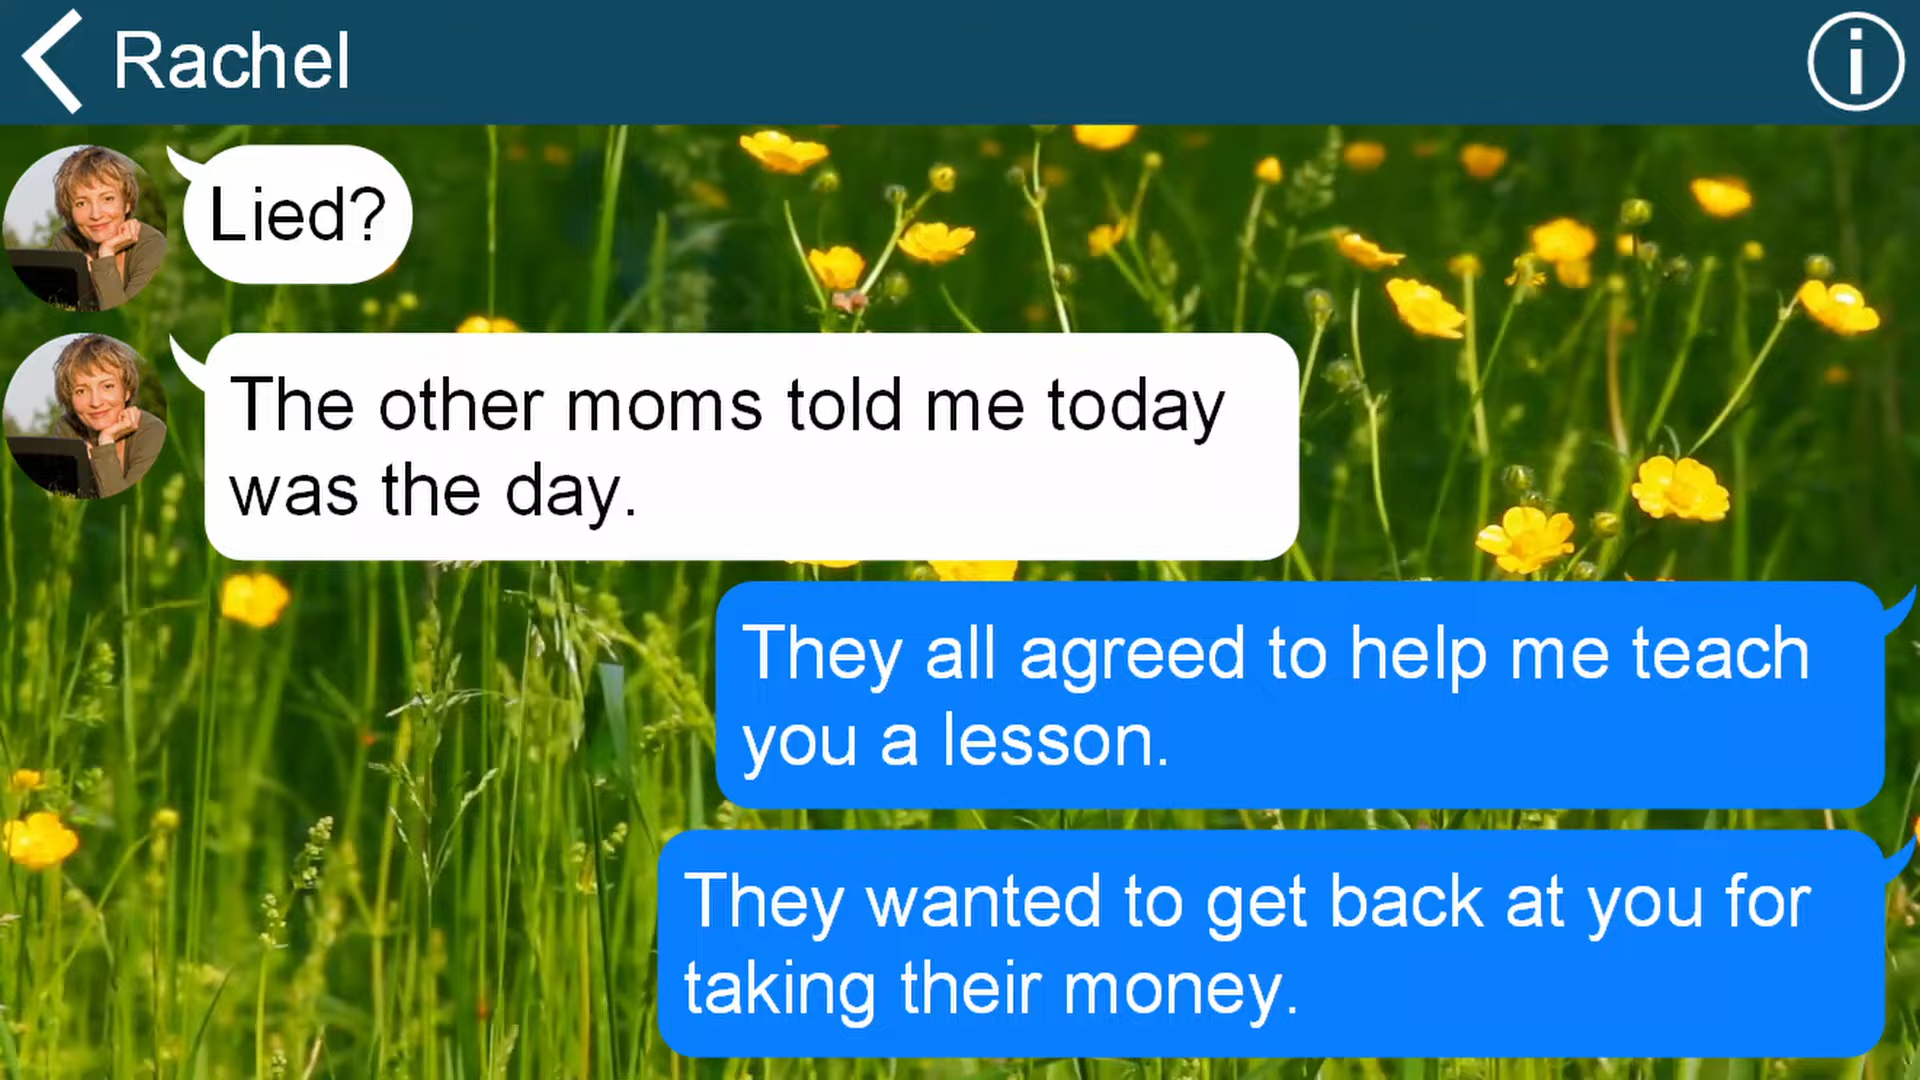 Rachel
Lied?
The other moms told me today
was the day.
They all agreed to help me teach
you a lesson.
They wanted to get back at you for
taking their money.